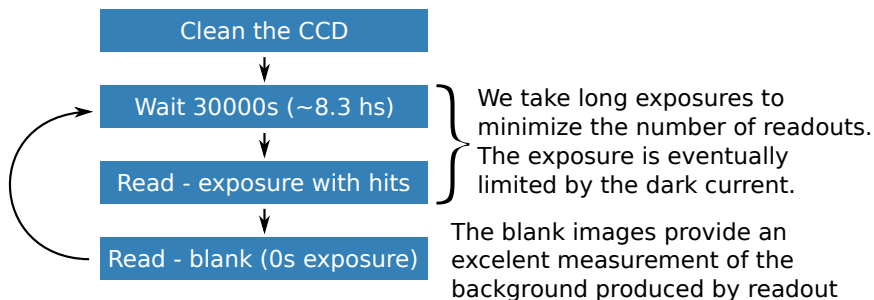 Clean the CCD
Wait 30000s (~8.3 hs)
Read - exposure with hits
Read - blank (0s exposure)
We take long exposures to
minimize the number of readouts.
The exposure is eventually
limited by the dark current.
The blank images provide an
excelent measurement of the
background produced by readout